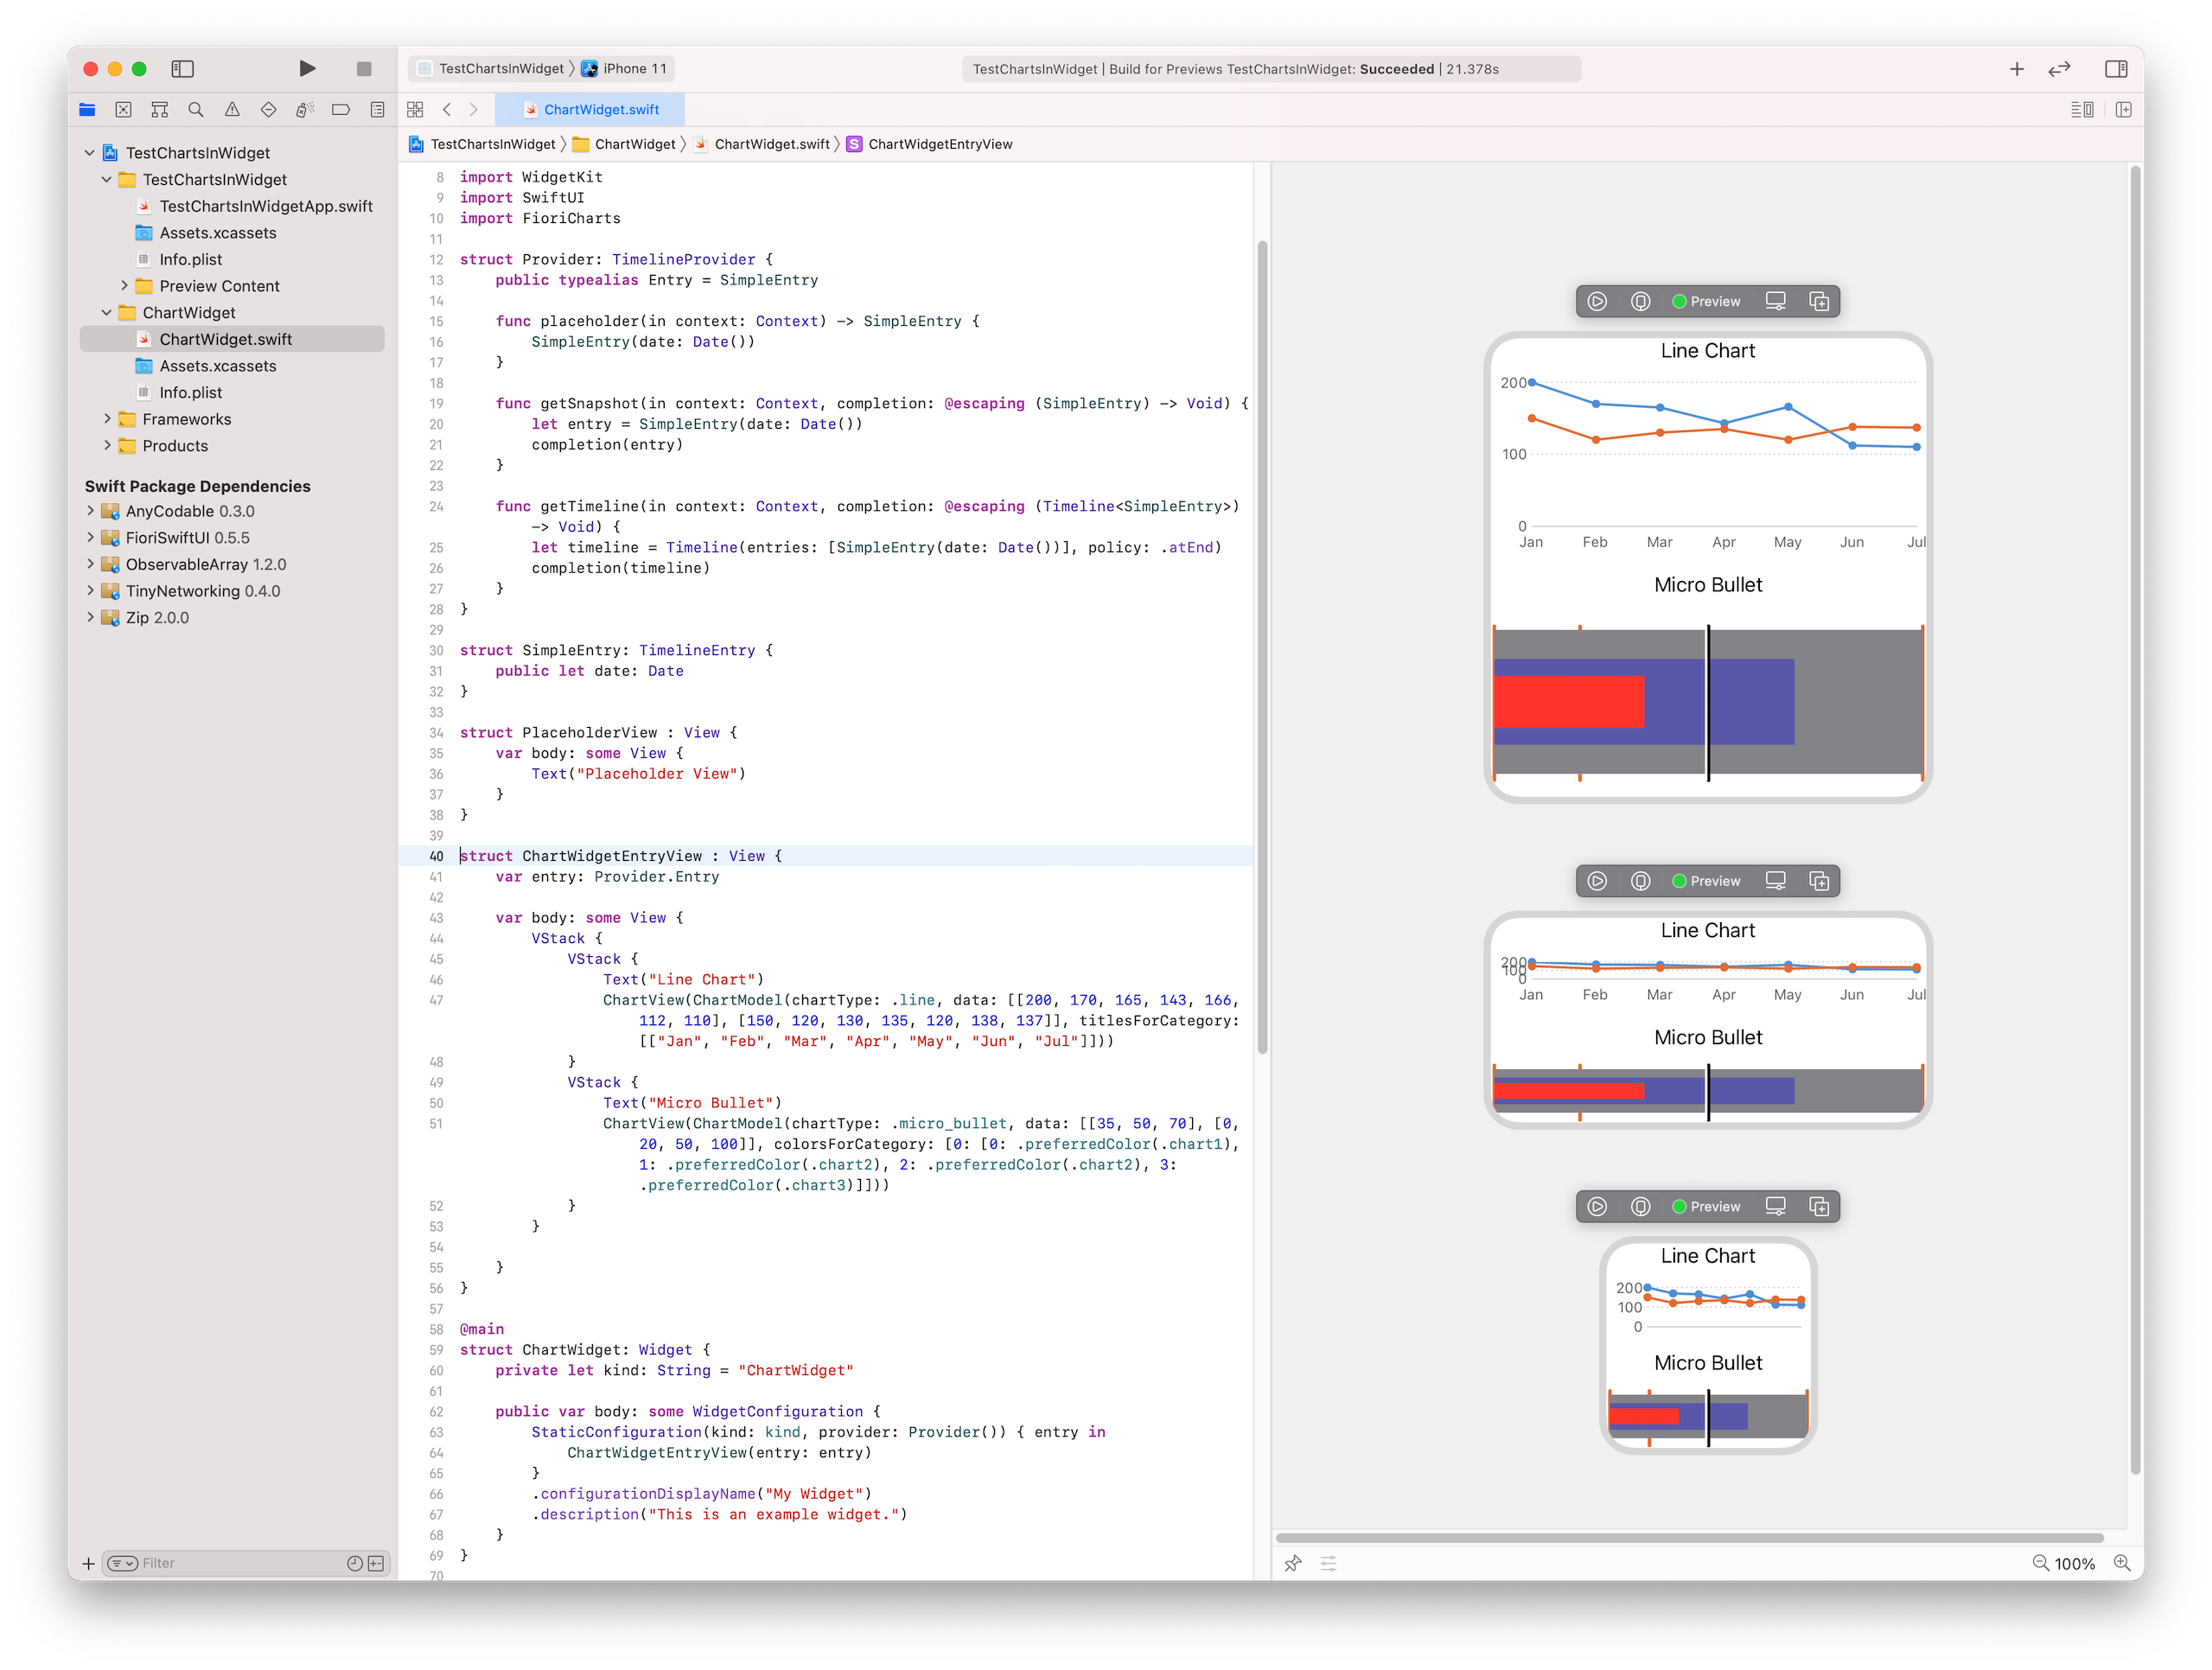 TestChartsInWidget
iPhone 11
TestChartsInWidget | Build for Previews TestChartsInWidget: Succeeded | 21.378s
ChartWidget.swift
TestChartsInWidget
ChartWidget
ChartWidget.swift
S
ChartWidgetEntryView
TestChartsInWidget
TestChartsInWidget
TestChartsInWidgetApp.swift
Assets.xcassets
Info.plist
Preview Content
ChartWidget
ChartWidget.swift
Assets.xcassets
Info.plist
Frameworks
Products
Swift Package Dependencies
AnyCodable 0.3.0
FioriSwiftUI 0.5.5
ObservableArray 1.2.0
TinyNetworking 0.4.0
Zip 2.0.0
Filter
8 import WidgetKit
9 import SwiftUI
10 import FioriCharts
11
12 struct Provider: TimelineProvider {
13 public typealias Entry = SimpleEntry
14
15 func placeholder(in context: Context) -> SimpleEntry {
16 SimpleEntry(date: Date())
17 }
18
19 func getSnapshot(in context: Context, completion: @escaping (SimpleEntry) -> Void) {
20 let entry = SimpleEntry(date: Date())
21 completion(entry)
22 }
23
24 func getTimeline(in context: Context, completion: @escaping (Timeline<SimpleEntry>)
-> Void) {
25 let timeline = Timeline(entries: [SimpleEntry(date: Date())], policy: .atEnd)
26 completion(timeline)
27 }
28 }
29
30 struct SimpleEntry: TimelineEntry {
31 public let date: Date
32 }
33
34 struct PlaceholderView : View {
35 var body: some View {
36 Text("Placeholder View")
37 }
38 }
39
40 struct ChartWidgetEntryView : View {
41 var entry: Provider.Entry
42
43 var body: some View {
44 VStack {
45 VStack {
46 Text("Line Chart")
47 ChartView(ChartModel(chartType: .line, data: [[200, 170, 165, 143, 166,
112, 110], [150, 120, 130, 135, 120, 138, 137]], titlesForCategory:
[["Jan", "Feb", "Mar", "Apr", "May", "Jun", "Jul"]]))
48 }
49 VStack {
50 Text("Micro Bullet")
51 ChartView(ChartModel(chartType: .micro_bullet, data: [[35, 50, 70], [0,
20, 50, 100]], colorsForCategory: [0: [0: .preferredColor(.chart1),
1: .preferredColor(.chart2), 2: .preferredColor(.chart2), 3:
.preferredColor(.chart3)]]))
52 }
53 }
54
55 }
56 }
57
58 @main
59 struct ChartWidget: Widget {
60 private let kind: String = "ChartWidget"
61
62 public var body: some WidgetConfiguration {
63 StaticConfiguration(kind: kind, provider: Provider()) { entry in
64 ChartWidgetEntryView(entry: entry)
65 }
66 .configurationDisplayName("My Widget")
67 .description("This is an example widget.")
68 }
69 }
70
Preview
Line Chart
200
100
0
Jan Feb Mar Apr May Jun Jul
Micro Bullet
Preview
Line Chart
200
100
0
Jan Feb Mar Apr May Jun Jul
Micro Bullet
Preview
Line Chart
200
100
0
Micro Bullet
100%